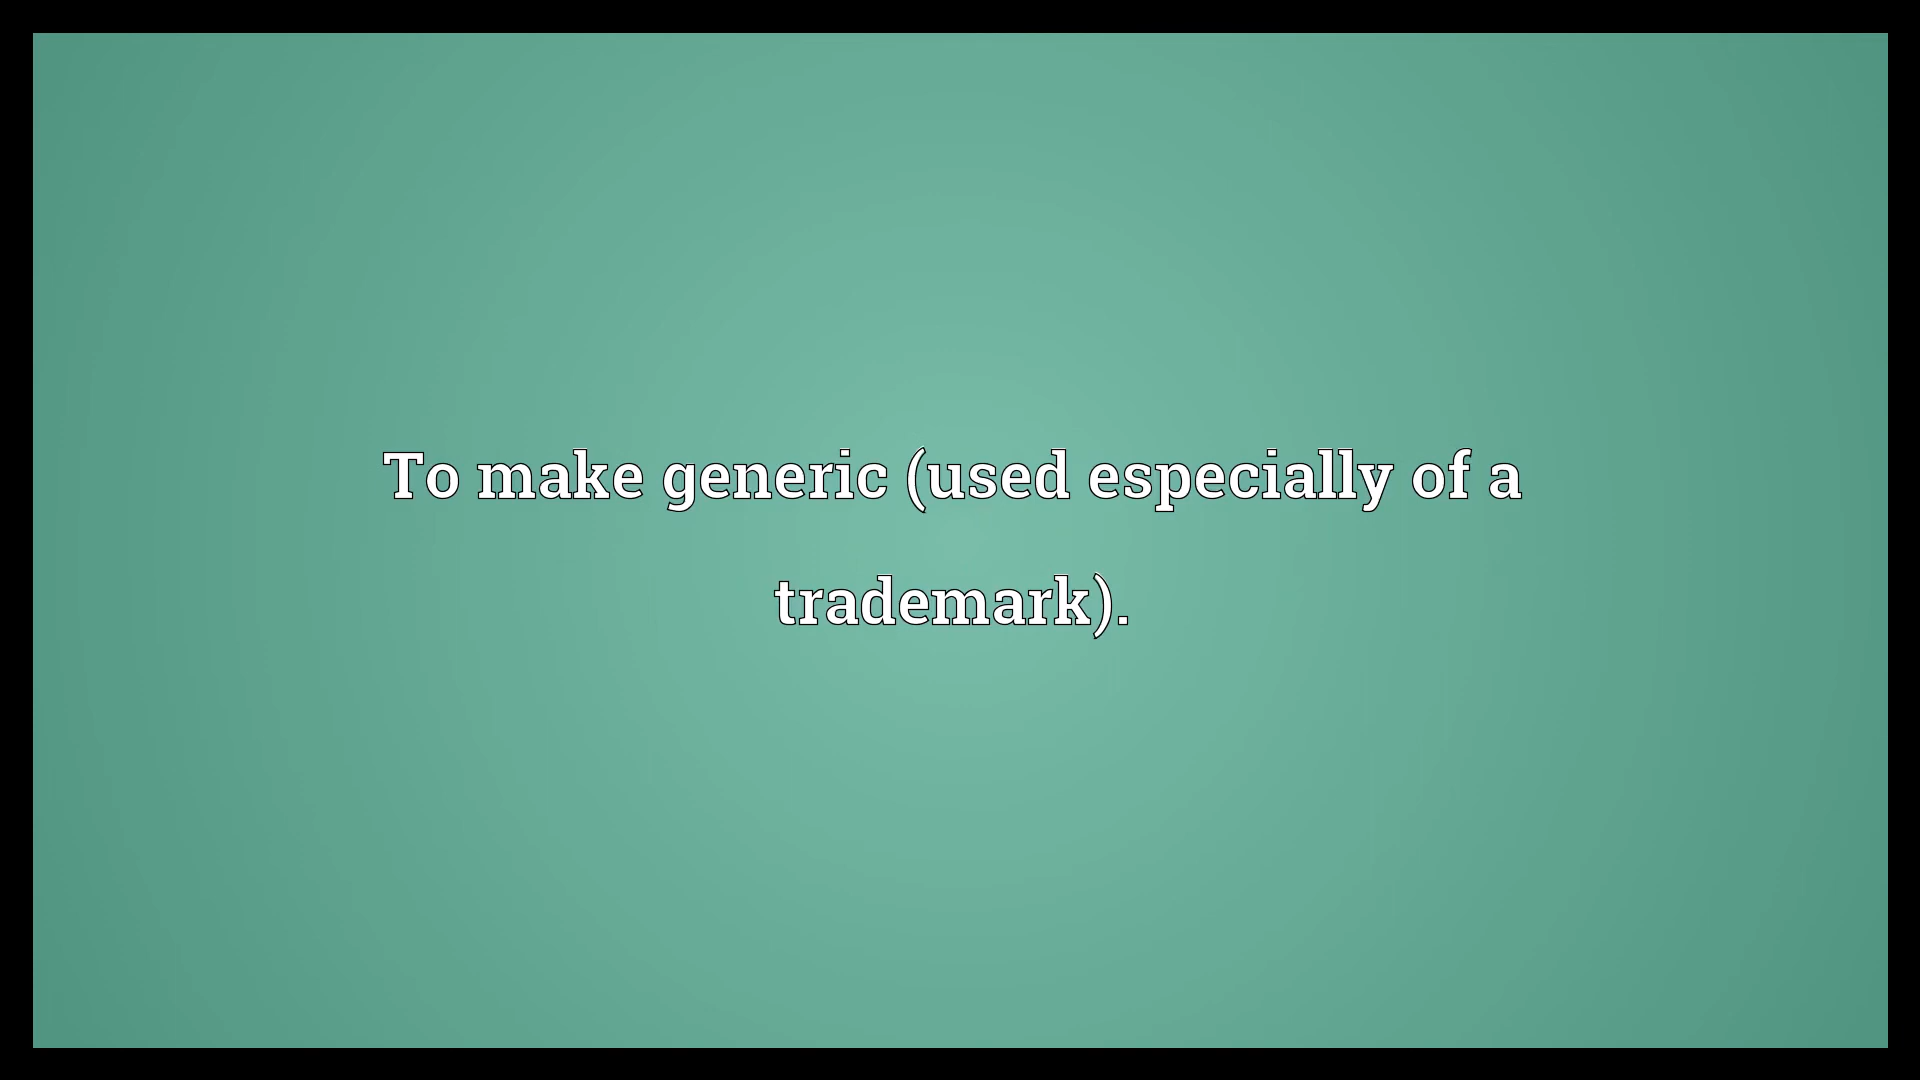 To make generic (used especially of a
trademark).